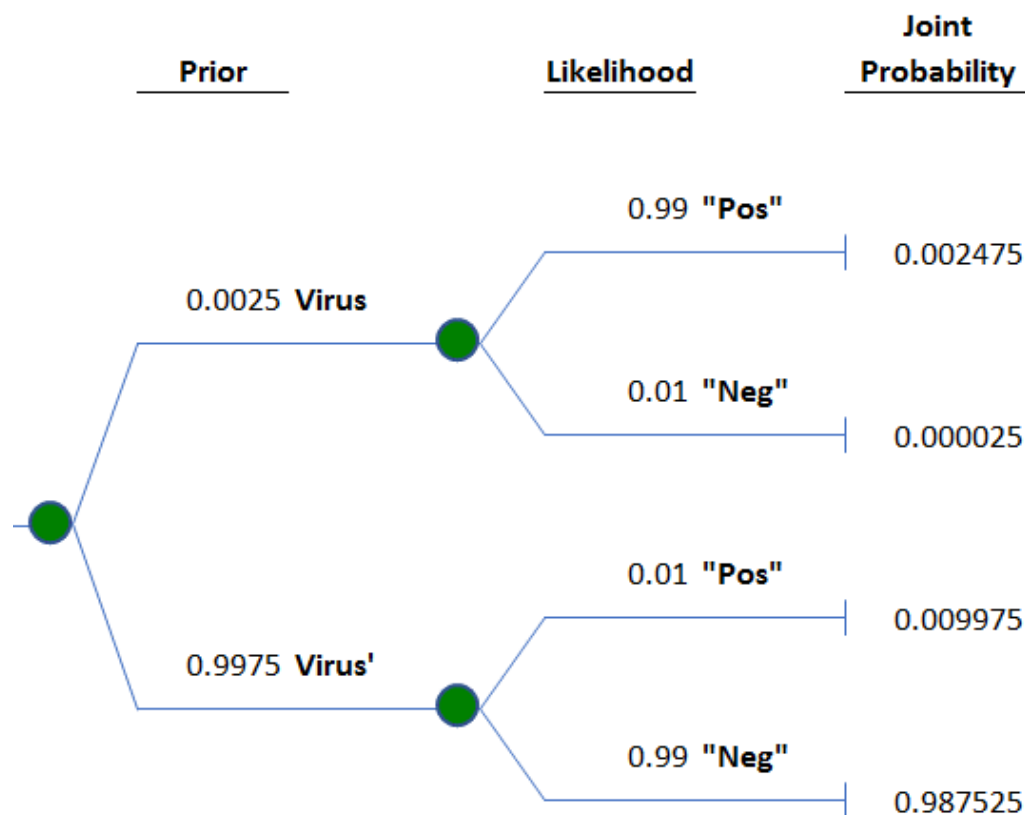 Joint
Prior Likelihood Probability
0.99 "Pos"
0.002475
0.0025 Virus
0.01 "Neg"
0.000025
0.01 "Pos"
0.009975
0.9975 Virus'
0.99 "Neg"
0.987525